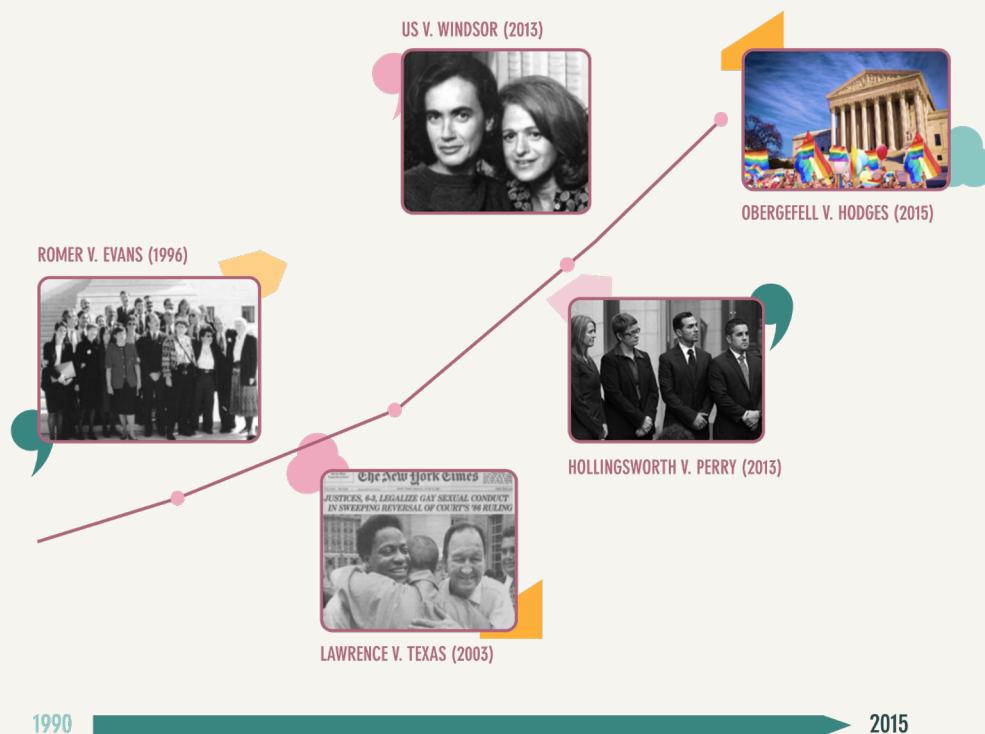 US V. WINDSOR (2013)
OBERGEFELL V. HODGES (2015)
ROMER V. EVANS (1996)
HOLLINGSWORTH V. PERRY (2013)
The New York Times
JUSTICES, 6-3, LEGALIZE GAY SEXUAL CONDUCT
IN SWEEPING REVERSAL OF COURT'S '86 RULING
LAWRENCE V. TEXAS (2003)
1990
2015